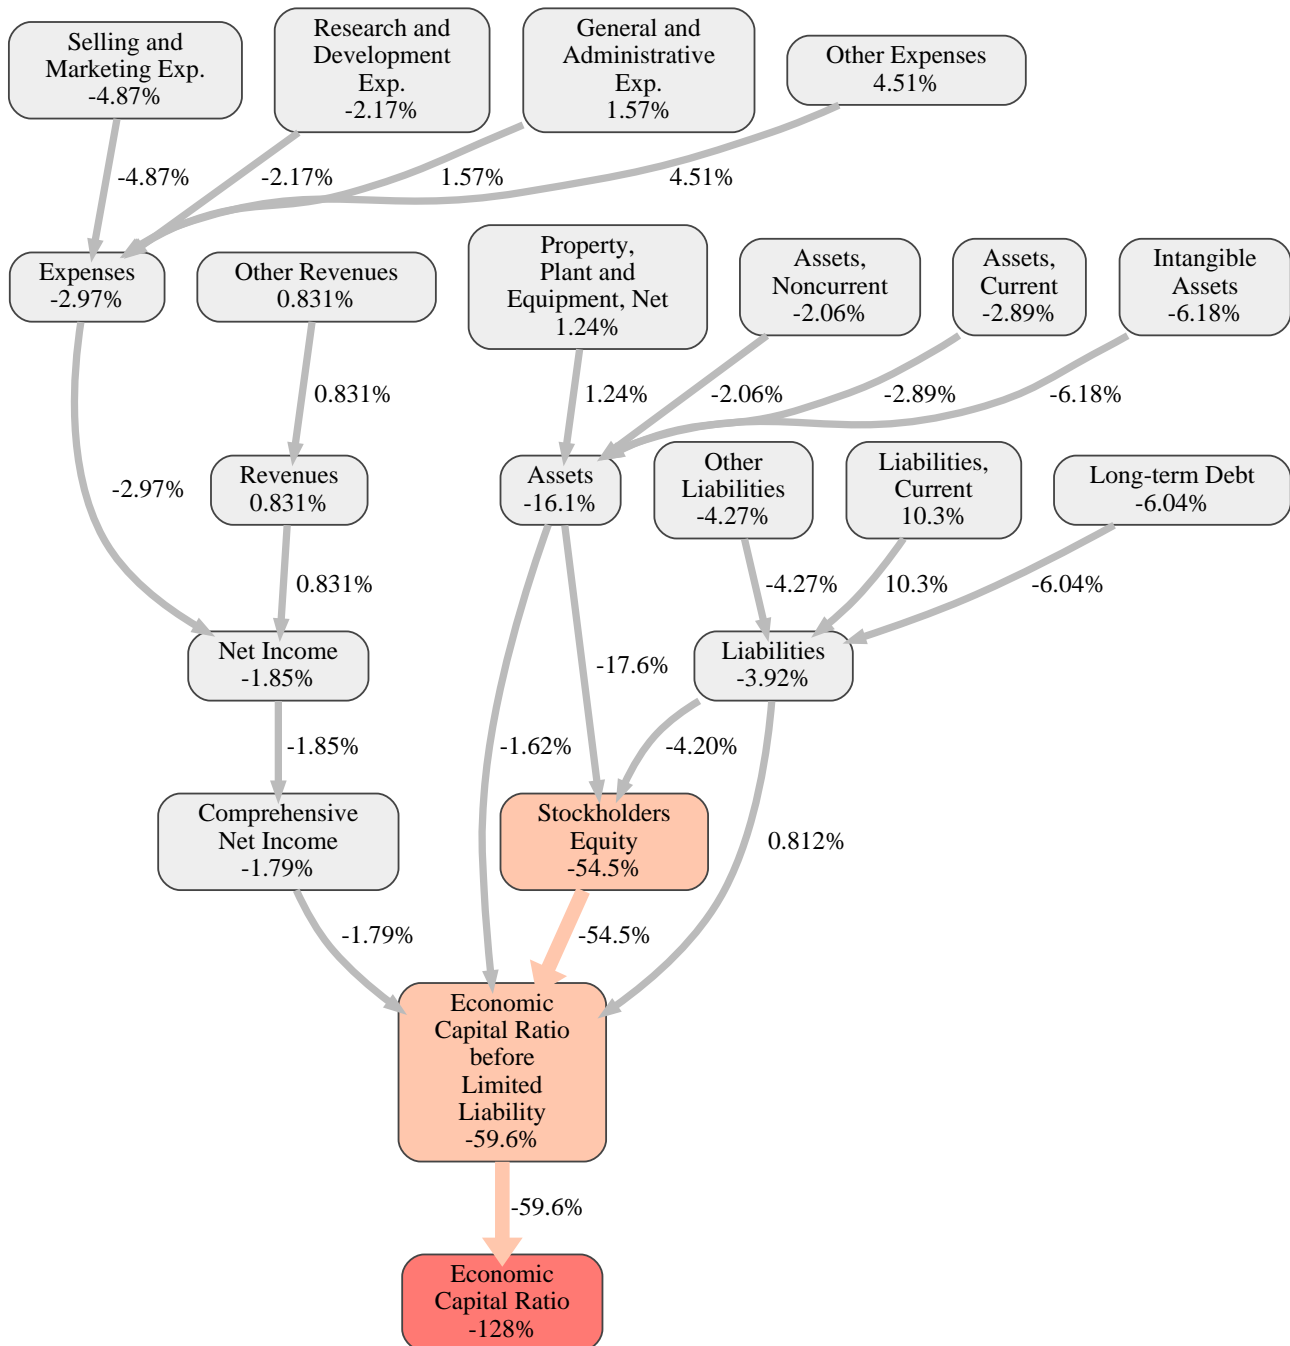 Selling and
Marketing Exp.
-4.87%
Research and
Development
Exp.
-2.17%
General and
Administrative
Exp.
1.57%
Other Expenses
4.51%
-4.87%
-2.17%
1.57%
4.51%
Expenses
-2.97%
Other Revenues
0.831%
Property,
Plant and
Equipment, Net
1.24%
Assets,
Noncurrent
-2.06%
Assets,
Current
-2.89%
Intangible
Assets
-6.18%
0.831%
1.24%
-2.06%
-2.89%
-6.18%
-2.97%
Revenues
0.831%
Assets
-16.1%
Other
Liabilities
-4.27%
Liabilities,
Current
10.3%
Long-term Debt
-6.04%
0.831%
-4.27%
10.3%
-6.04%
Net Income
-1.85%
-17.6%
Liabilities
-3.92%
-1.85%
-1.62%
-4.20%
Comprehensive
Net Income
-1.79%
Stockholders
Equity
-54.5%
0.812%
-1.79%
-54.5%
Economic
Capital Ratio
before
Limited
Liability
-59.6%
-59.6%
Economic
Capital Ratio
-128%